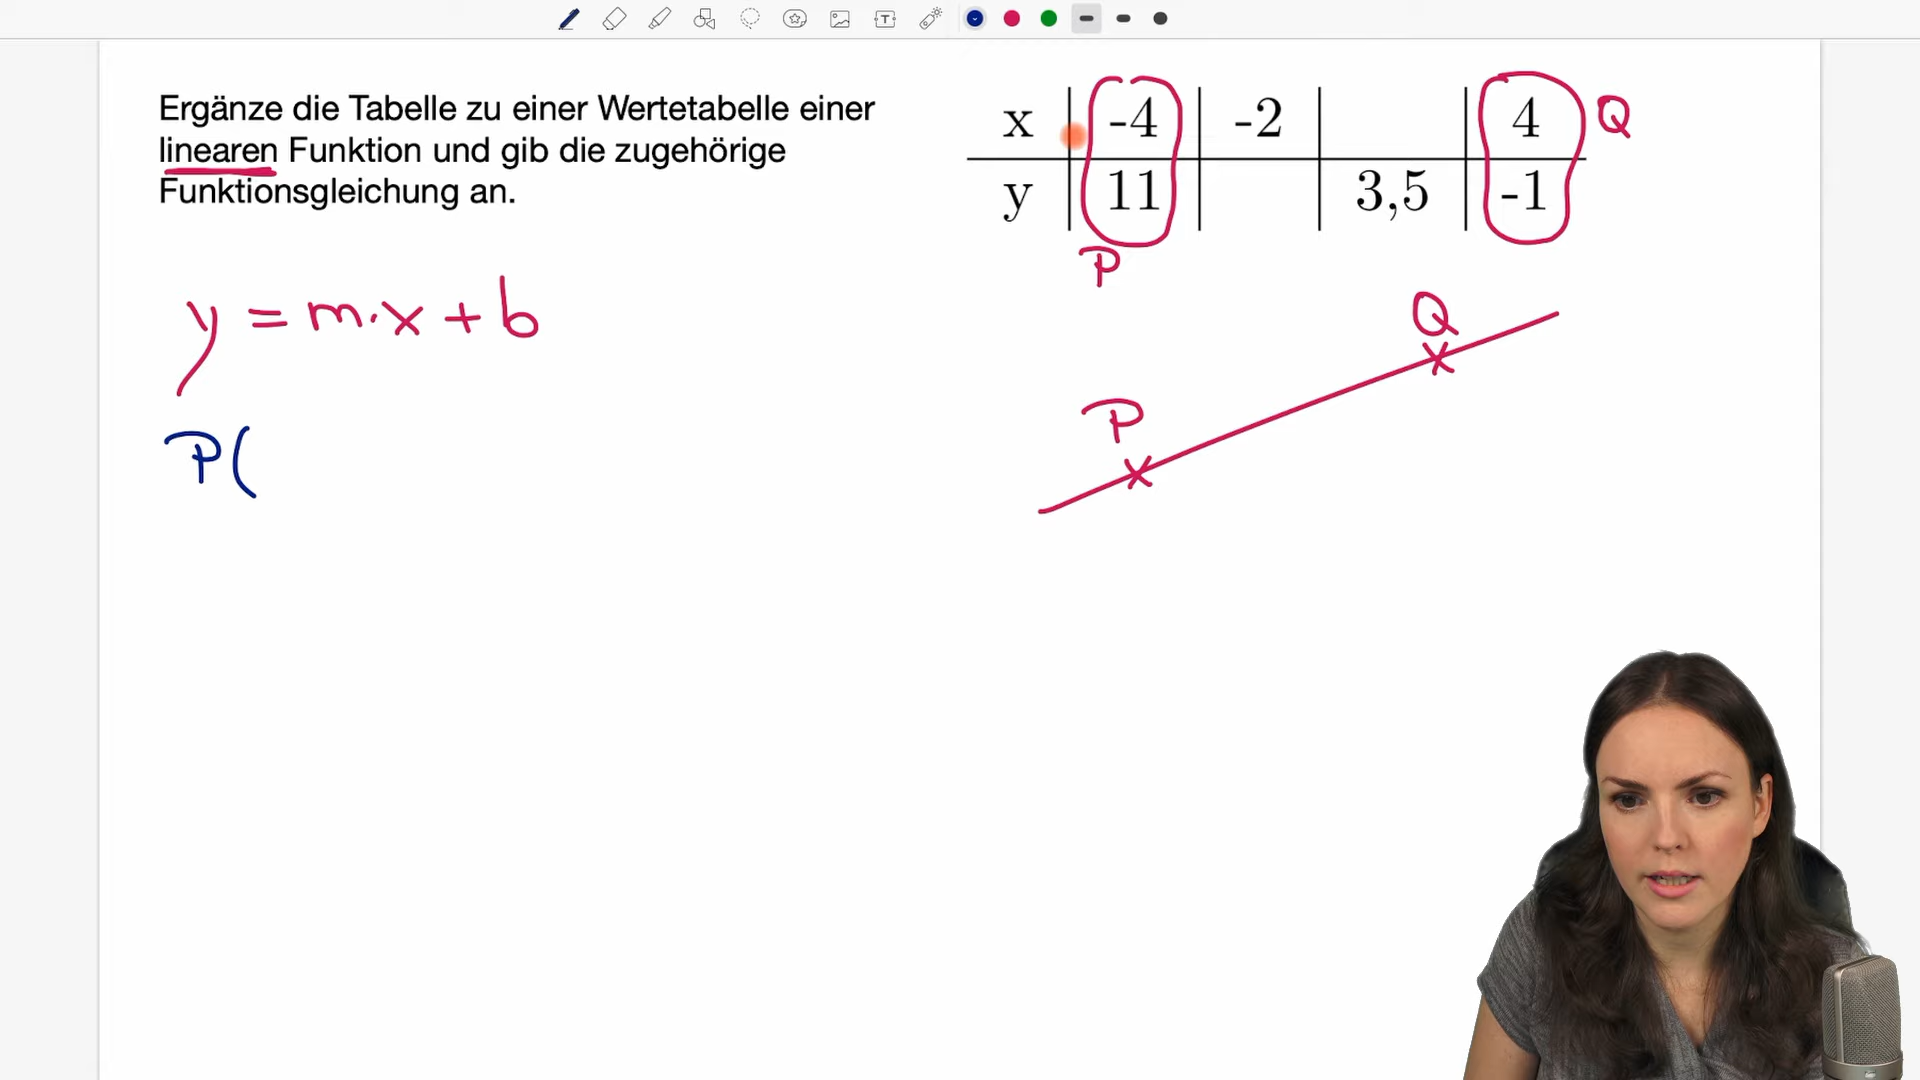 Ergänze die Tabelle zu einer Wertetabelle einer
linearen Funktion und gib die zugehörige
Funktionsgleichung an.
x -4 -2 4 Q
y 11 3,5 -1
P
y = m·x + b
Q
P
P(